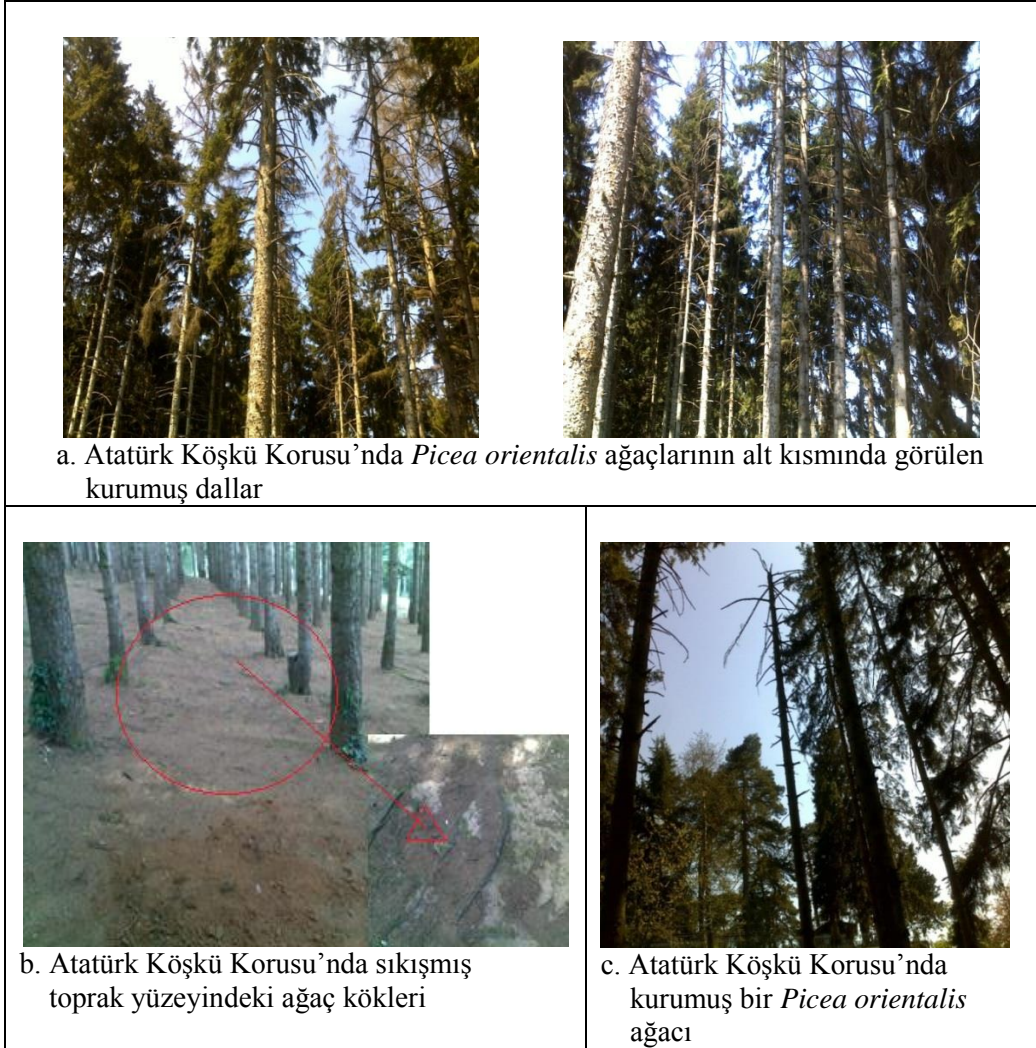 a. Atatürk Köşkü Korusu’nda Picea orientalis ağaçlarının alt kısmında görülen
kurumuş dallar
b. Atatürk Köşkü Korusu’nda sıkışmış
toprak yüzeyindeki ağaç kökleri
c. Atatürk Köşkü Korusu’nda
kurumuş bir Picea orientalis
ağacı